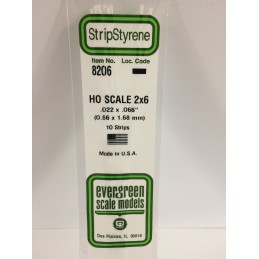 StripStyrene
Item No. Loc. Code
8206
HO SCALE 2x6
.022 x .066"
(0.56 x 1.68 mm)
10 Strips
Made in U.S.A.
evergreen
scale models
Des Plaines, IL 60018